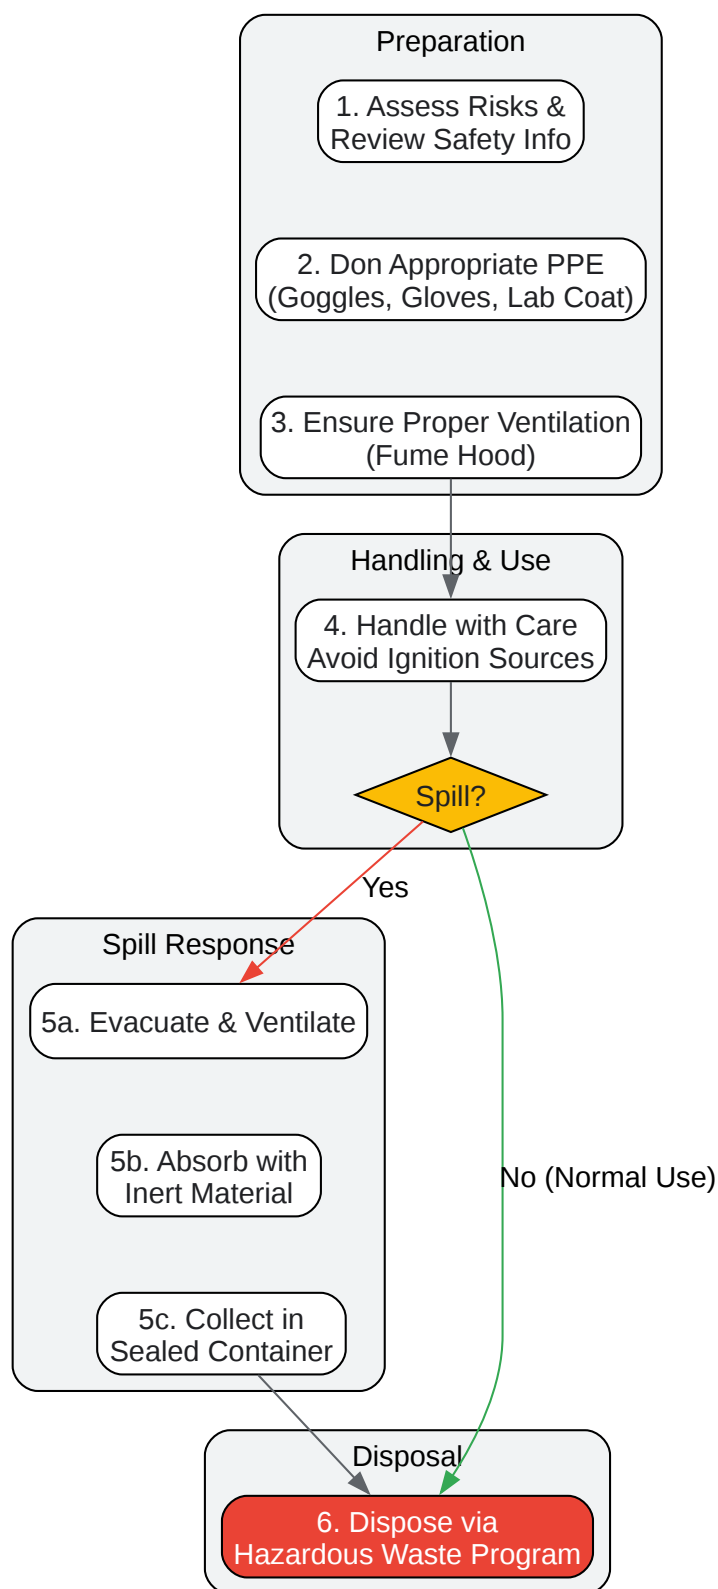 Preparation
1. Assess Risks &
Review Safety Info
2. Don Appropriate PPE
(Goggles, Gloves, Lab Coat)
3. Ensure Proper Ventilation
(Fume Hood)
Handling & Use
4. Handle with Care
Avoid Ignition Sources
Spill?
Yes
Spill Response
5a. Evacuate & Ventilate
5b. Absorb with
Inert Material
No (Normal Use)
5c. Collect in
Sealed Container
Disposal
6. Dispose via
Hazardous Waste Program